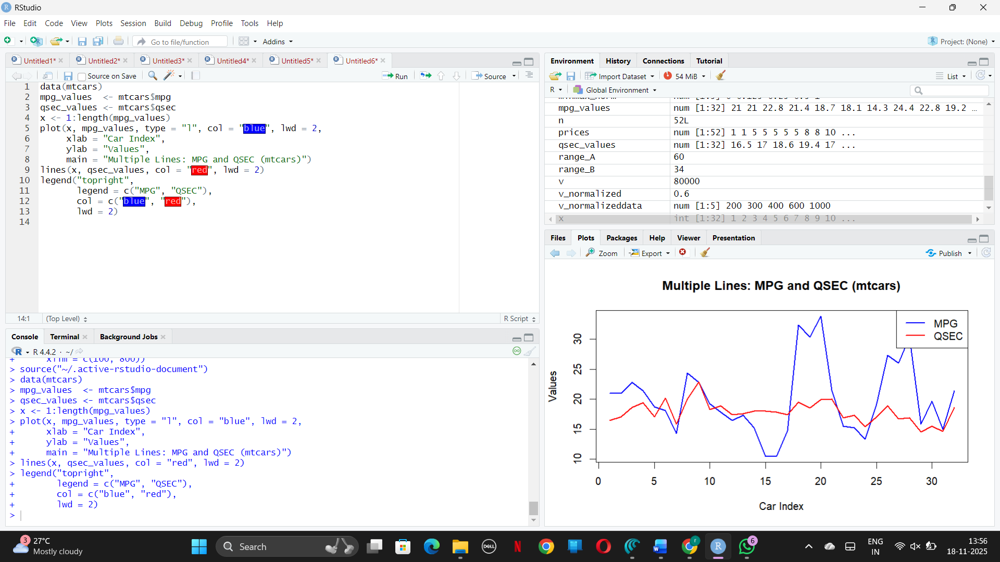 RStudio
File Edit Code View Plots Session Build Debug Profile Tools Help
Go to file/function Addins Project: (None)
Untitled1* Untitled2* Untitled3* Untitled4* Untitled5* Untitled6*
Source on Save Run Source
1 data(mtcars)
2 mpg_values  <- mtcars$mpg
3 qsec_values <- mtcars$qsec
4 x <- 1:length(mpg_values)
5 plot(x, mpg_values, type = "l", col = "blue", lwd = 2,
6      xlab = "Car Index",
7      ylab = "Values",
8      main = "Multiple Lines: MPG and QSEC (mtcars)")
9 lines(x, qsec_values, col = "red", lwd = 2)
10 legend("topright",
11        legend = c("MPG", "QSEC"),
12        col = c("blue", "red"),
13        lwd = 2)
14
14:1 (Top Level) R Script
Console Terminal Background Jobs
R R 4.4.2 · ~/
+      xlim = c(100, 800))
> source("~/.active-rstudio-document")
> data(mtcars)
> mpg_values  <- mtcars$mpg
> qsec_values <- mtcars$qsec
> x <- 1:length(mpg_values)
> plot(x, mpg_values, type = "l", col = "blue", lwd = 2,
+      xlab = "Car Index",
+      ylab = "Values",
+      main = "Multiple Lines: MPG and QSEC (mtcars)")
> lines(x, qsec_values, col = "red", lwd = 2)
> legend("topright",
+        legend = c("MPG", "QSEC"),
+        col = c("blue", "red"),
+        lwd = 2)
>
Environment History Connections Tutorial
Import Dataset 54 MiB List
R Global Environment
mpg_values num [1:32] 21 21 22.8 21.4 18.7 18.1 14.3 24.4 22.8 19.2 ...
n 52L
prices num [1:52] 1 1 5 5 5 5 5 8 8 10 ...
qsec_values num [1:32] 16.5 17 18.6 19.4 17 ...
range_A 60
range_B 34
v 80000
v_normalized 0.6
v_normalizeddata num [1:5] 200 300 400 600 1000
x int [1:32] 1 2 3 4 5 6 7 8 9 10 ...
Files Plots Packages Help Viewer Presentation
Zoom Export Publish
Multiple Lines: MPG and QSEC (mtcars)
MPG
QSEC
Values
30
25
20
15
10
0 5 10 15 20 25 30
Car Index
3 27°C
Mostly cloudy
Search
DELL
N
W
r
R
6
ENG
IN
13:56
18-11-2025